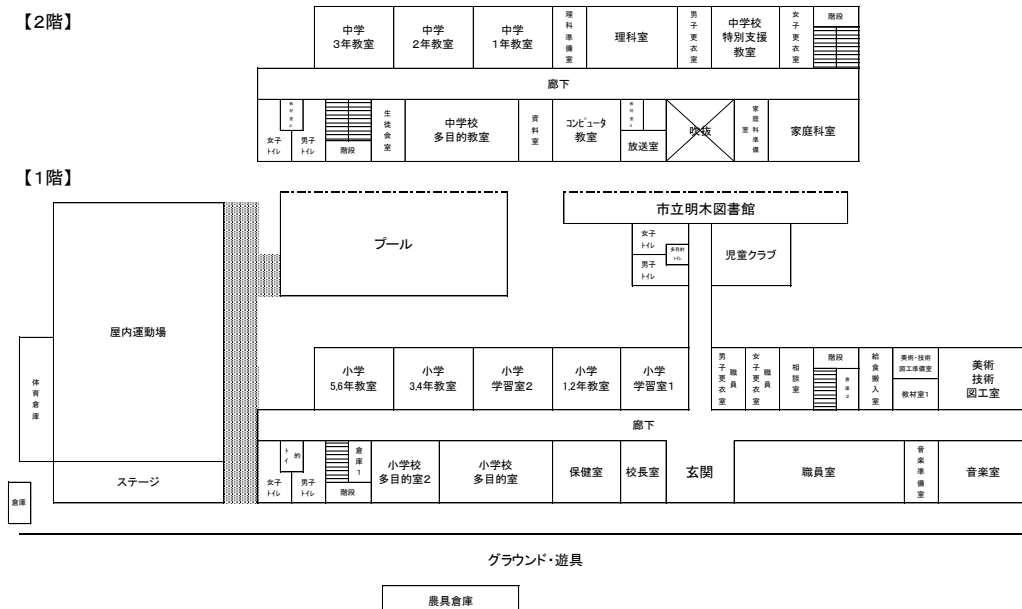 【2階】
中学
3年教室
中学
2年教室
中学
1年教室
理科準備室
理科室
男子更衣室
中学校
特別支援
教室
女子更衣室
階段
廊下
女子
トイレ
男子
トイレ
階段
生徒会室
中学校
多目的教室
資料室
コンピュータ
教室
放送室
吹抜
家庭科準備室
家庭科室
【1階】
屋内運動場
体育倉庫
ステージ
倉庫
プール
市立明木図書館
女子
トイレ
多目的
トイレ
男子
トイレ
児童クラブ
小学
5,6年教室
小学
3,4年教室
小学
学習室2
小学
1,2年教室
小学
学習室1
職員
男子更衣室
職員
女子更衣室
相談室
階段
倉庫2
給食搬入室
美術・技術
図工準備室
教材室1
美術
技術
図工室
廊下
女子
トイレ
男子
トイレ
倉庫1
階段
小学校
多目的室2
小学校
多目的室
保健室
校長室
玄関
職員室
音楽準備室
音楽室
グラウンド・遊具
農具倉庫